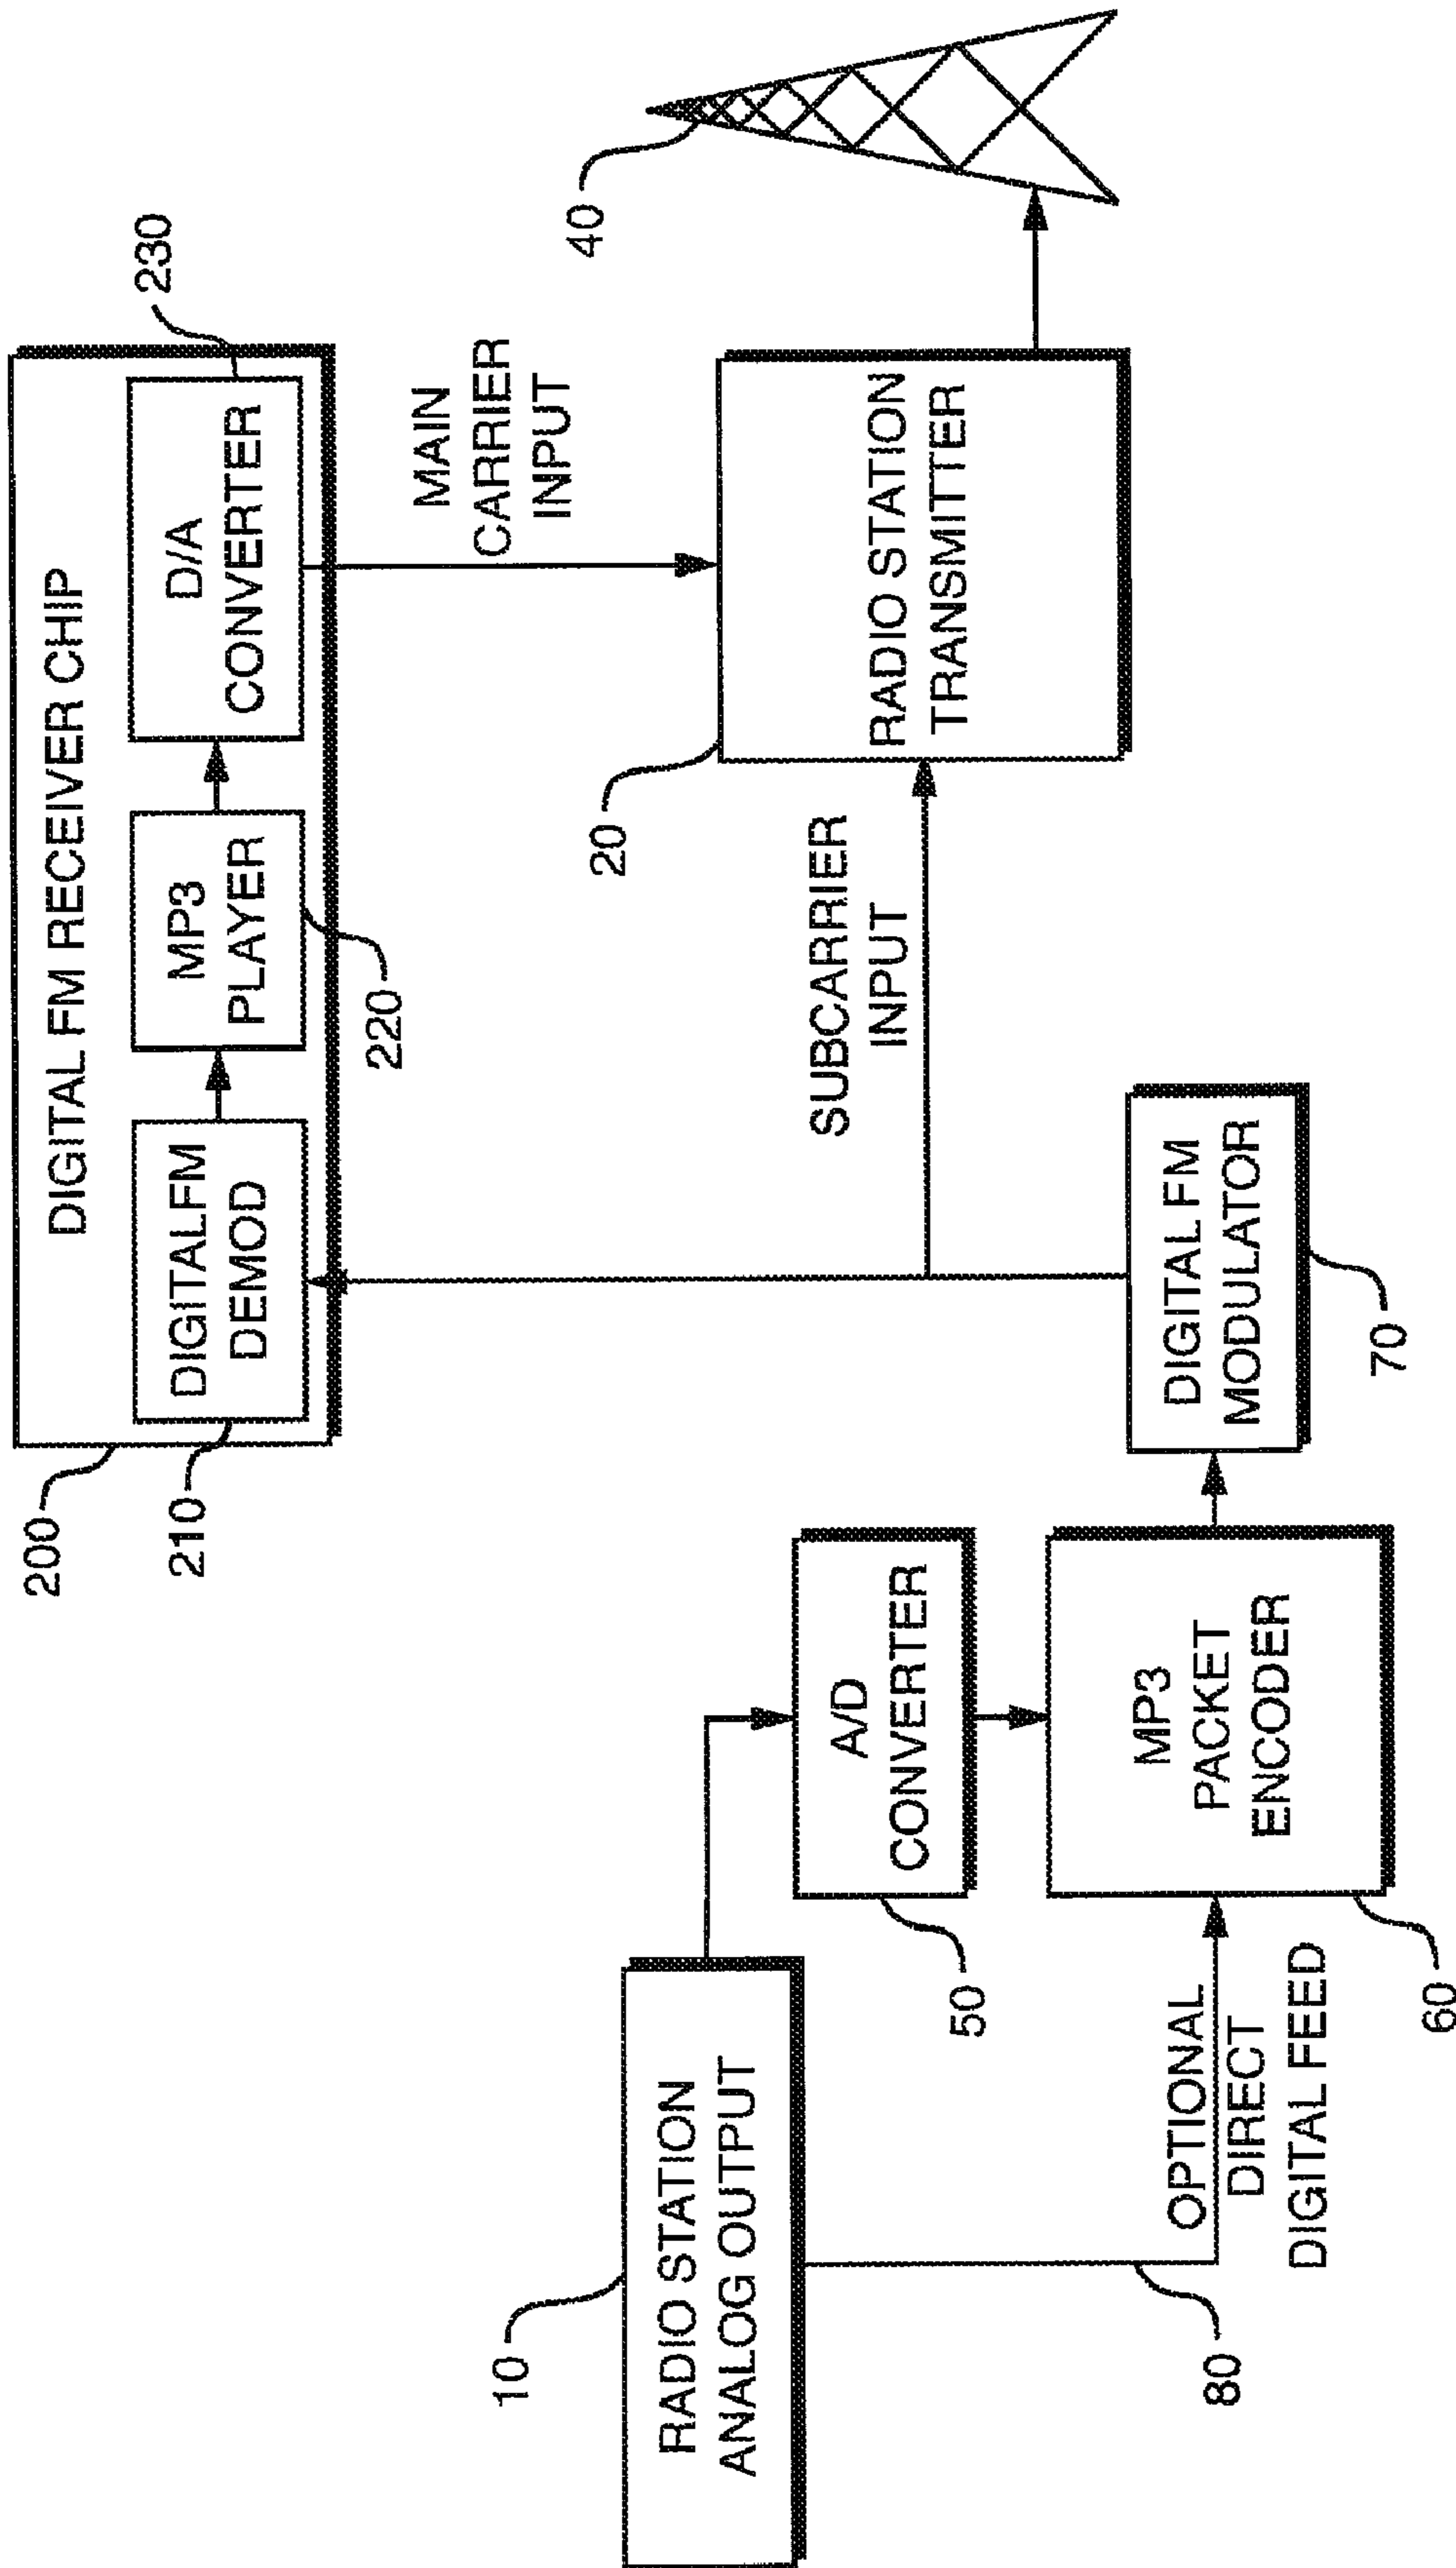 200
DIGITAL FM RECEIVER CHIP
210
DIGITALFM
DEMOD
MP3
PLAYER
220
D/A
CONVERTER
230
MAIN
CARRIER
INPUT
40
10
RADIO STATION
ANALOG OUTPUT
50
A/D
CONVERTER
SUBCARRIER
INPUT
20
RADIO STATION
TRANSMITTER
80
OPTIONAL
DIRECT
DIGITAL FEED
60
MP3
PACKET
ENCODER
DIGITAL FM
MODULATOR
70